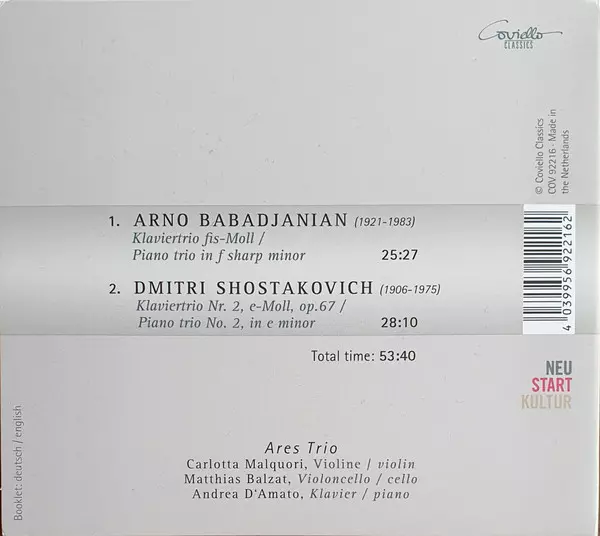 Coviello
CLASSICS
© Coviello Classics
COV 92216 · Made in
the Netherlands
1. ARNO BABADJANIAN (1921-1983)
Klaviertrio fis-Moll /
Piano trio in f sharp minor 25:27
2. DMITRI SHOSTAKOVICH (1906-1975)
Klaviertrio Nr. 2, e-Moll, op.67 /
Piano trio No. 2, in e minor 28:10
Total time: 53:40
4 039956 922162
NEU
START
KULTUR
Ares Trio
Carlotta Malquori, Violine / violin
Matthias Balzat, Violoncello / cello
Andrea D'Amato, Klavier / piano
Booklet: deutsch / english